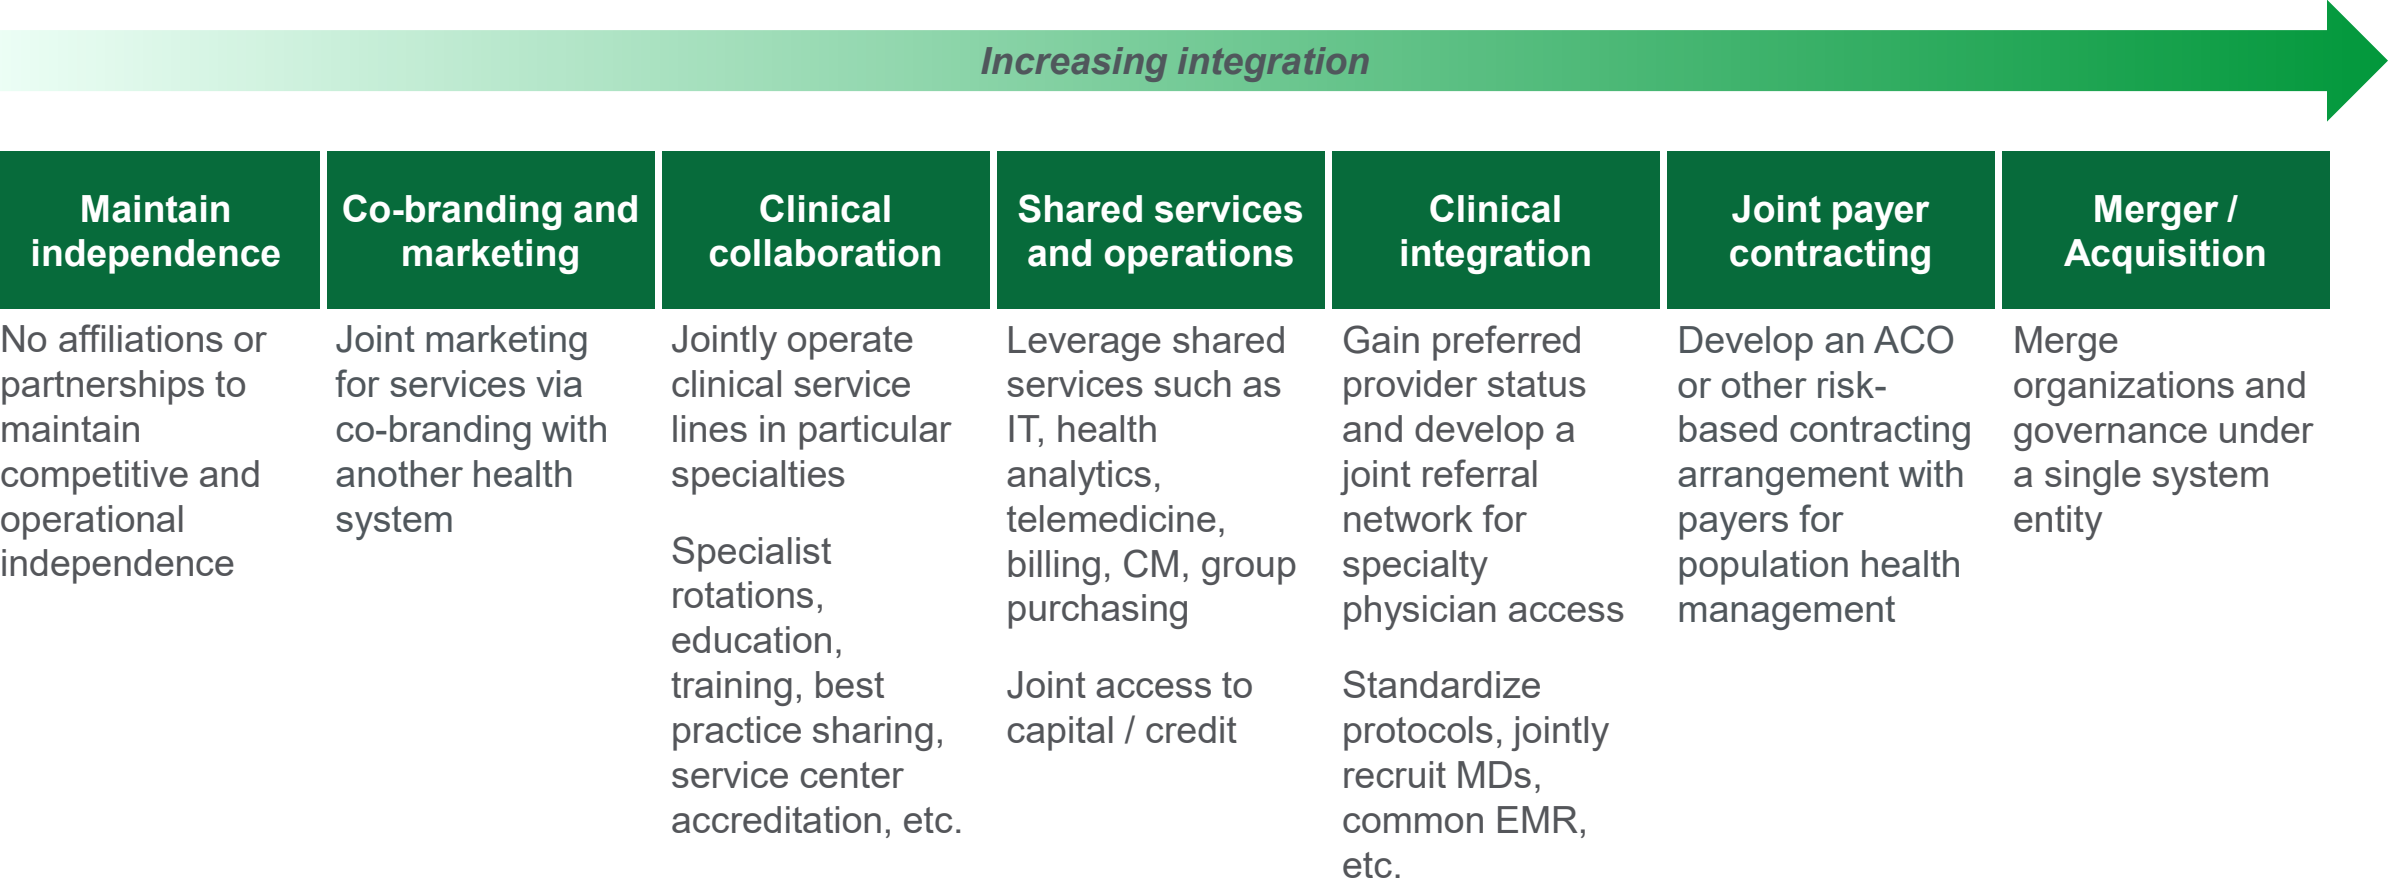 Increasing integration
Maintain
independence
No affiliations or
partnerships to
maintain
competitive and
operational
independence
Co-branding and
marketing
Joint marketing
for services via
co-branding with
another health
system
Clinical
collaboration
Jointly operate
clinical service
lines in particular
specialties
Specialist
rotations,
education,
training, best
practice sharing,
service center
accreditation, etc.
Shared services
and operations
Leverage shared
services such as
IT, health
analytics,
telemedicine,
billing, CM, group
purchasing
Joint access to
capital / credit
Clinical
integration
Gain preferred
provider status
and develop a
joint referral
network for
specialty
physician access
Standardize
protocols, jointly
recruit MDs,
common EMR,
etc.
Joint payer
contracting
Develop an ACO
or other risk-
based contracting
arrangement with
payers for
population health
management
Merger /
Acquisition
Merge
organizations and
governance under
a single system
entity